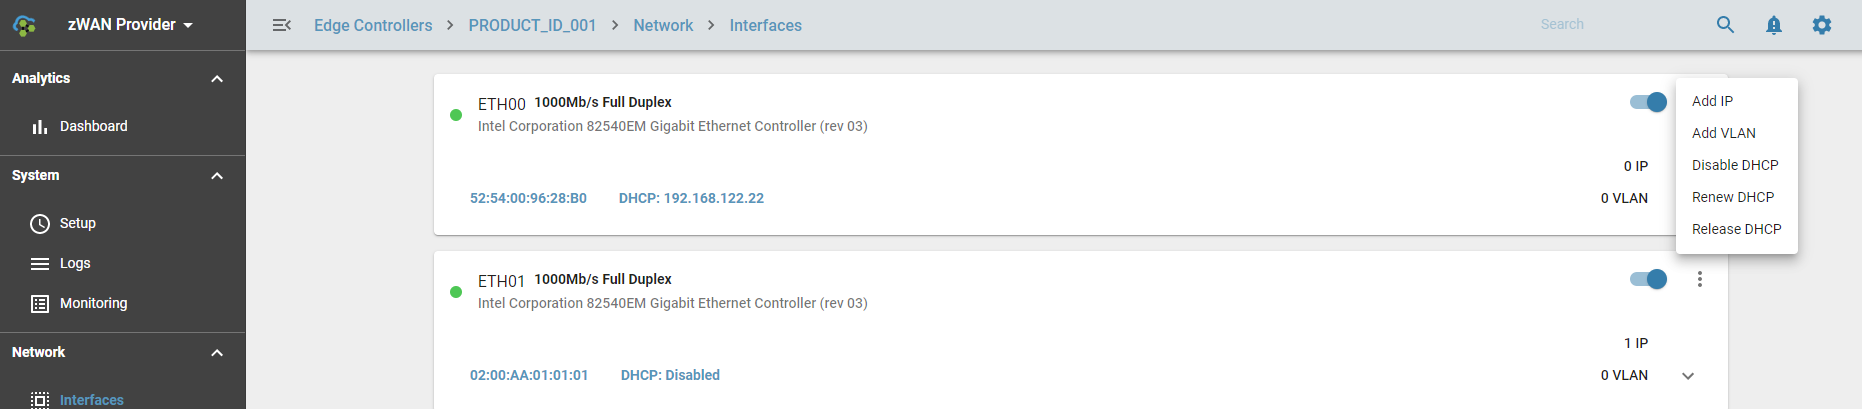 zWAN Provider
Edge Controllers > PRODUCT_ID_001 > Network > Interfaces
Search
Analytics
Dashboard
System
Setup
Logs
Monitoring
Network
Interfaces
ETH00 1000Mb/s Full Duplex
Intel Corporation 82540EM Gigabit Ethernet Controller (rev 03)
0 IP
52:54:00:96:28:B0 DHCP: 192.168.122.22 0 VLAN
Add IP
Add VLAN
Disable DHCP
Renew DHCP
Release DHCP
ETH01 1000Mb/s Full Duplex
Intel Corporation 82540EM Gigabit Ethernet Controller (rev 03)
1 IP
02:00:AA:01:01:01 DHCP: Disabled 0 VLAN